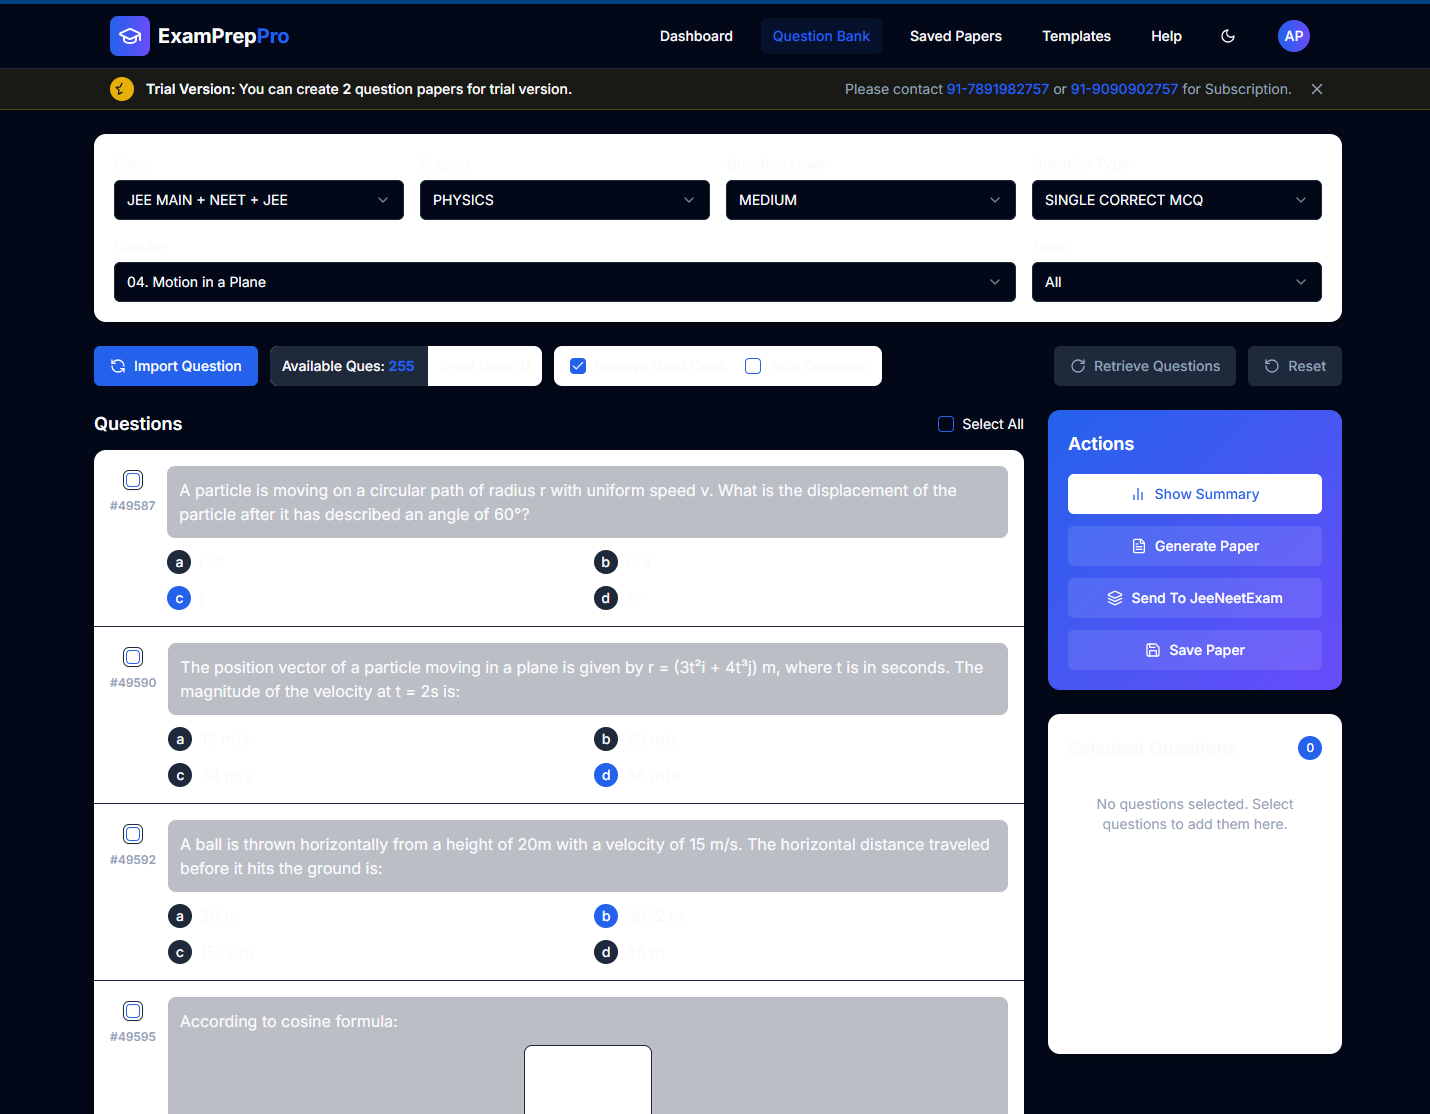 ExamPrepPro
Dashboard
Question Bank
Saved Papers
Templates
Help
AP
Trial Version: You can create 2 question papers for trial version.
Please contact 91-7891982757 or 91-9090902757 for Subscription.
Class
Subject
Question Level
Question Type
JEE MAIN + NEET + JEE
PHYSICS
MEDIUM
SINGLE CORRECT MCQ
Chapter
Topic
04. Motion in a Plane
All
Import Question
Available Ques: 255
Used Ques: 0
Remove Used Ques.
Auto Generate
Retrieve Questions
Reset
Questions
Select All
#49587
A particle is moving on a circular path of radius r with uniform speed v. What is the displacement of the
particle after it has described an angle of 60°?
a r√2
b r√3
c r
d 2r
#49590
The position vector of a particle moving in a plane is given by r = (3t²i + 4t³j) m, where t is in seconds. The
magnitude of the velocity at t = 2s is:
a 12 m/s
b 20 m/s
c 24 m/s
d 36 m/s
#49592
A ball is thrown horizontally from a height of 20m with a velocity of 15 m/s. The horizontal distance traveled
before it hits the ground is:
a 30 m
b 30√2 m
c 15√2 m
d 45 m
#49595
According to cosine formula:
Actions
Show Summary
Generate Paper
Send To JeeNeetExam
Save Paper
Selected Questions
0
No questions selected. Select
questions to add them here.